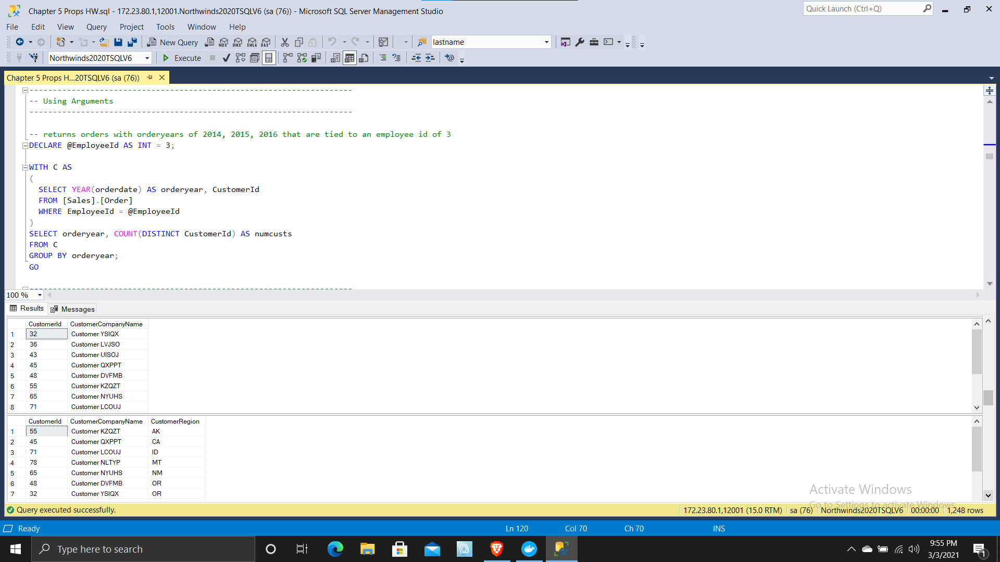 Chapter 5 Props HW.sql - 172.23.80.1,12001.Northwinds2020TSQLV6 (sa (76)) - Microsoft SQL Server Management Studio
Quick Launch (Ctrl+Q)
File Edit View Query Project Tools Window Help
New Query MDX DMX XMLA DAX lastname
Northwinds2020TSQLV6 Execute
Chapter 5 Props H...20TSQLV6 (sa (76))
---------------------------------------------------------------------
-- Using Arguments
---------------------------------------------------------------------
-- returns orders with orderyears of 2014, 2015, 2016 that are tied to an employee id of 3
DECLARE @EmployeeId AS INT = 3;
WITH C AS
(
SELECT YEAR(orderdate) AS orderyear, CustomerId
FROM [Sales].[Order]
WHERE EmployeeId = @EmployeeId
)
SELECT orderyear, COUNT(DISTINCT CustomerId) AS numcusts
FROM C
GROUP BY orderyear;
GO
---------------------------------------------------------------------
100 %
Results Messages
CustomerId CustomerCompanyName
1 32 Customer YSIQX
2 36 Customer LVJSO
3 43 Customer UISOJ
4 45 Customer QXPPT
5 48 Customer DVFMB
6 55 Customer KZQZT
7 65 Customer NYUHS
8 71 Customer LCOUJ
CustomerId CustomerCompanyName CustomerRegion
1 55 Customer KZQZT AK
2 45 Customer QXPPT CA
3 71 Customer LCOUJ ID
4 78 Customer NLTYP MT
5 65 Customer NYUHS NM
6 48 Customer DVFMB OR
7 32 Customer YSIQX OR
Activate Windows
Go to Settings to activate Windows.
Query executed successfully. 172.23.80.1,12001 (15.0 RTM) sa (76) Northwinds2020TSQLV6 00:00:00 1,248 rows
Ready Ln 120 Col 70 Ch 70 INS
Type here to search
9:55 PM
3/3/2021
1